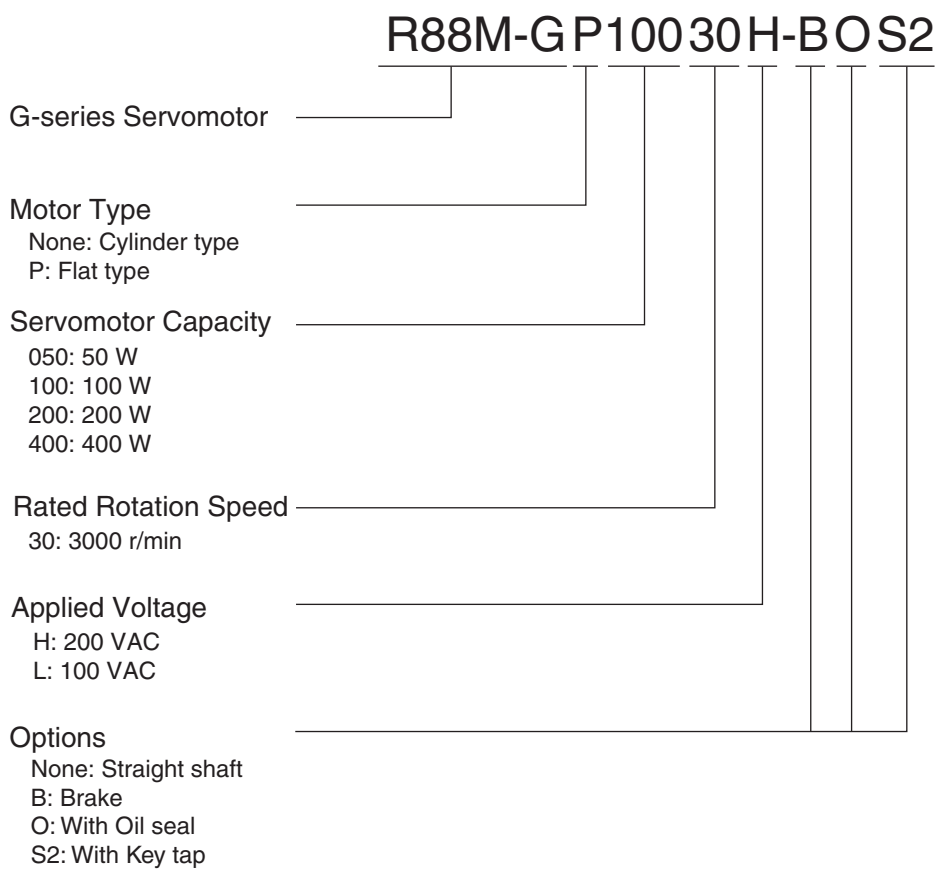 R88M-GP10030H-BOS2
G-series Servomotor
Motor Type
None: Cylinder type
P: Flat type
Servomotor Capacity
050: 50 W
100: 100 W
200: 200 W
400: 400 W
Rated Rotation Speed
30: 3000 r/min
Applied Voltage
H: 200 VAC
L: 100 VAC
Options
None: Straight shaft
B: Brake
O: With Oil seal
S2: With Key tap